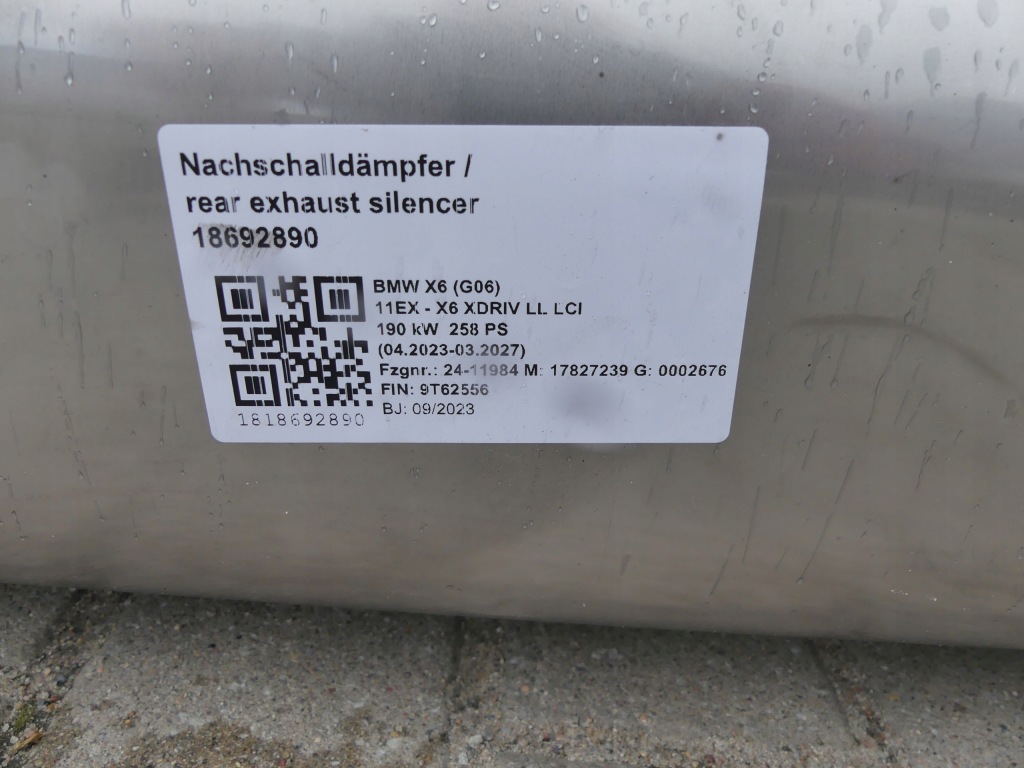 Nachschalldämpfer /
rear exhaust silencer
18692890
BMW X6 (G06)
11EX - X6 XDRIV LL LCI
190 kW 258 PS
(04.2023-03.2027)
Fzgnr.: 24-11984 M: 17827239 G: 0002676
FIN: 9T62556
BJ: 09/2023
1818692890